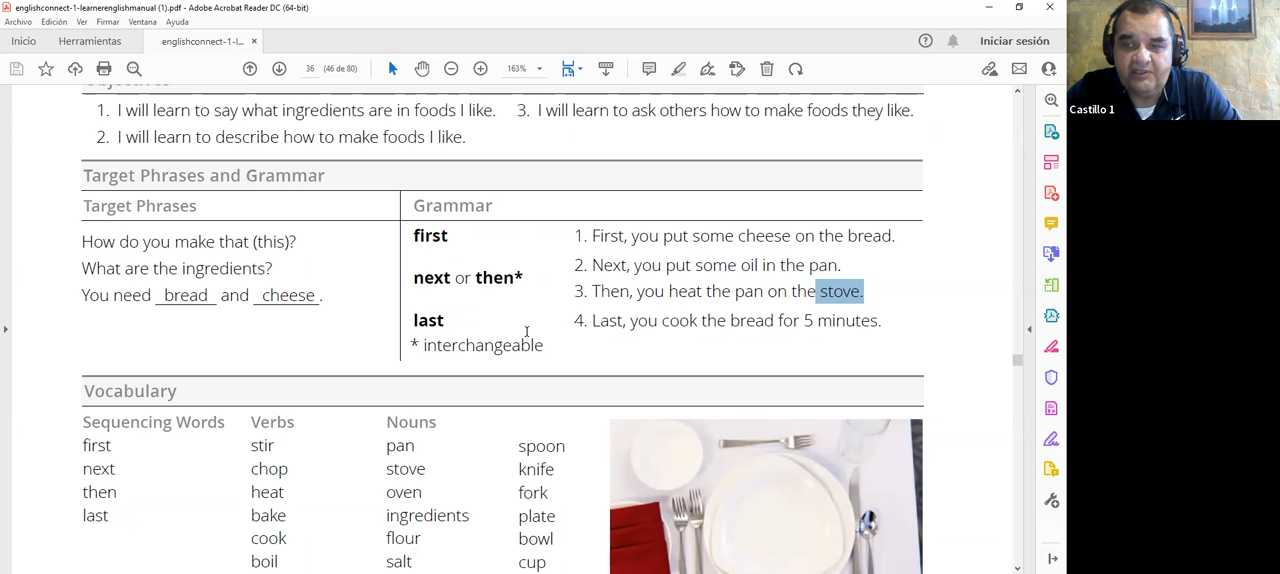 englishconnect-1-learnerenglishmanual (1).pdf - Adobe Acrobat Reader DC (64-bit)
Archivo Edición Ver Firmar Ventana Ayuda
Inicio Herramientas englishconnect-1-l... × Iniciar sesión
36 (46 de 80) 163%
Castillo 1
Objectives
1. I will learn to say what ingredients are in foods I like. 3. I will learn to ask others how to make foods they like.
2. I will learn to describe how to make foods I like.
Target Phrases and Grammar
Target Phrases Grammar
How do you make that (this)?
What are the ingredients?
You need bread and cheese.
first 1. First, you put some cheese on the bread.
next or then* 2. Next, you put some oil in the pan.
3. Then, you heat the pan on the stove.
last 4. Last, you cook the bread for 5 minutes.
* interchangeable
Vocabulary
Sequencing Words Verbs Nouns
first stir pan spoon
next chop stove knife
then heat oven fork
last bake ingredients plate
cook flour bowl
boil salt cup